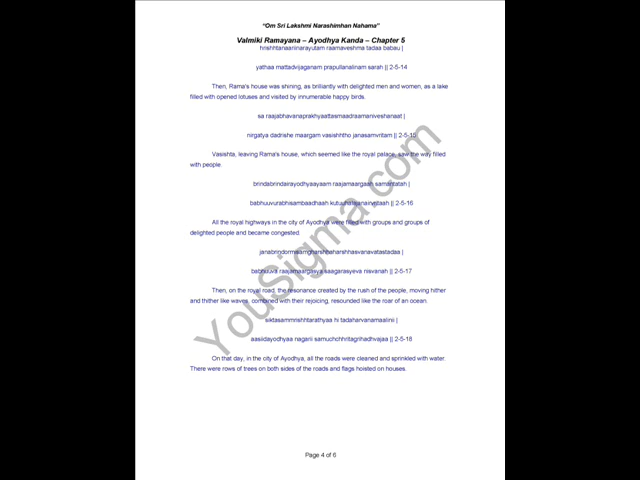 “Om Sri Lakshmi Narashimhan Nahama”
Valmiki Ramayana – Ayodhya Kanda – Chapter 5
hrishhtanaariinarayutam raamaveshma tadaa babau |
yathaa mattadvijaganam prapullanalinam sarah || 2-5-14
Then, Rama's house was shining, as brilliantly with delighted men and women, as a lake
filled with opened lotuses and visited by innumerable happy birds.
sa raajabhavanaprakhyaattasmaadraamaniveshanaat |
nirgatya dadrishe maargam vasishhtho janasamvritam || 2-5-15
Vasishta, leaving Rama's house, which seemed like the royal palace, saw the way filled
with people.
brindabrindairayodhyaayaam raajamaargaah samantatah |
babhuuvurabhisambaadhaah kutuuhalajanairvritaah || 2-5-16
All the royal highways in the city of Ayodhya were filled with groups and groups of
delighted people and became congested.
janabrindormisamgharshhaharshhasvanavatastadaa |
babhuuva raajamaargasya saagarasyeva nisvanah || 2-5-17
Then, on the royal road, the resonance created by the rush of the people, moving hither
and thither like waves, combined with their rejoicing, resounded like the roar of an ocean.
siktasammrishhtarathyaa hi tadaharvanamaalinii |
aasiidayodhyaa nagarii samuchchhritagrihadhvajaa || 2-5-18
On that day, in the city of Ayodhya, all the roads were cleaned and sprinkled with water.
There were rows of trees on both sides of the roads and flags hoisted on houses.
YouSigma.com
Page 4 of 6